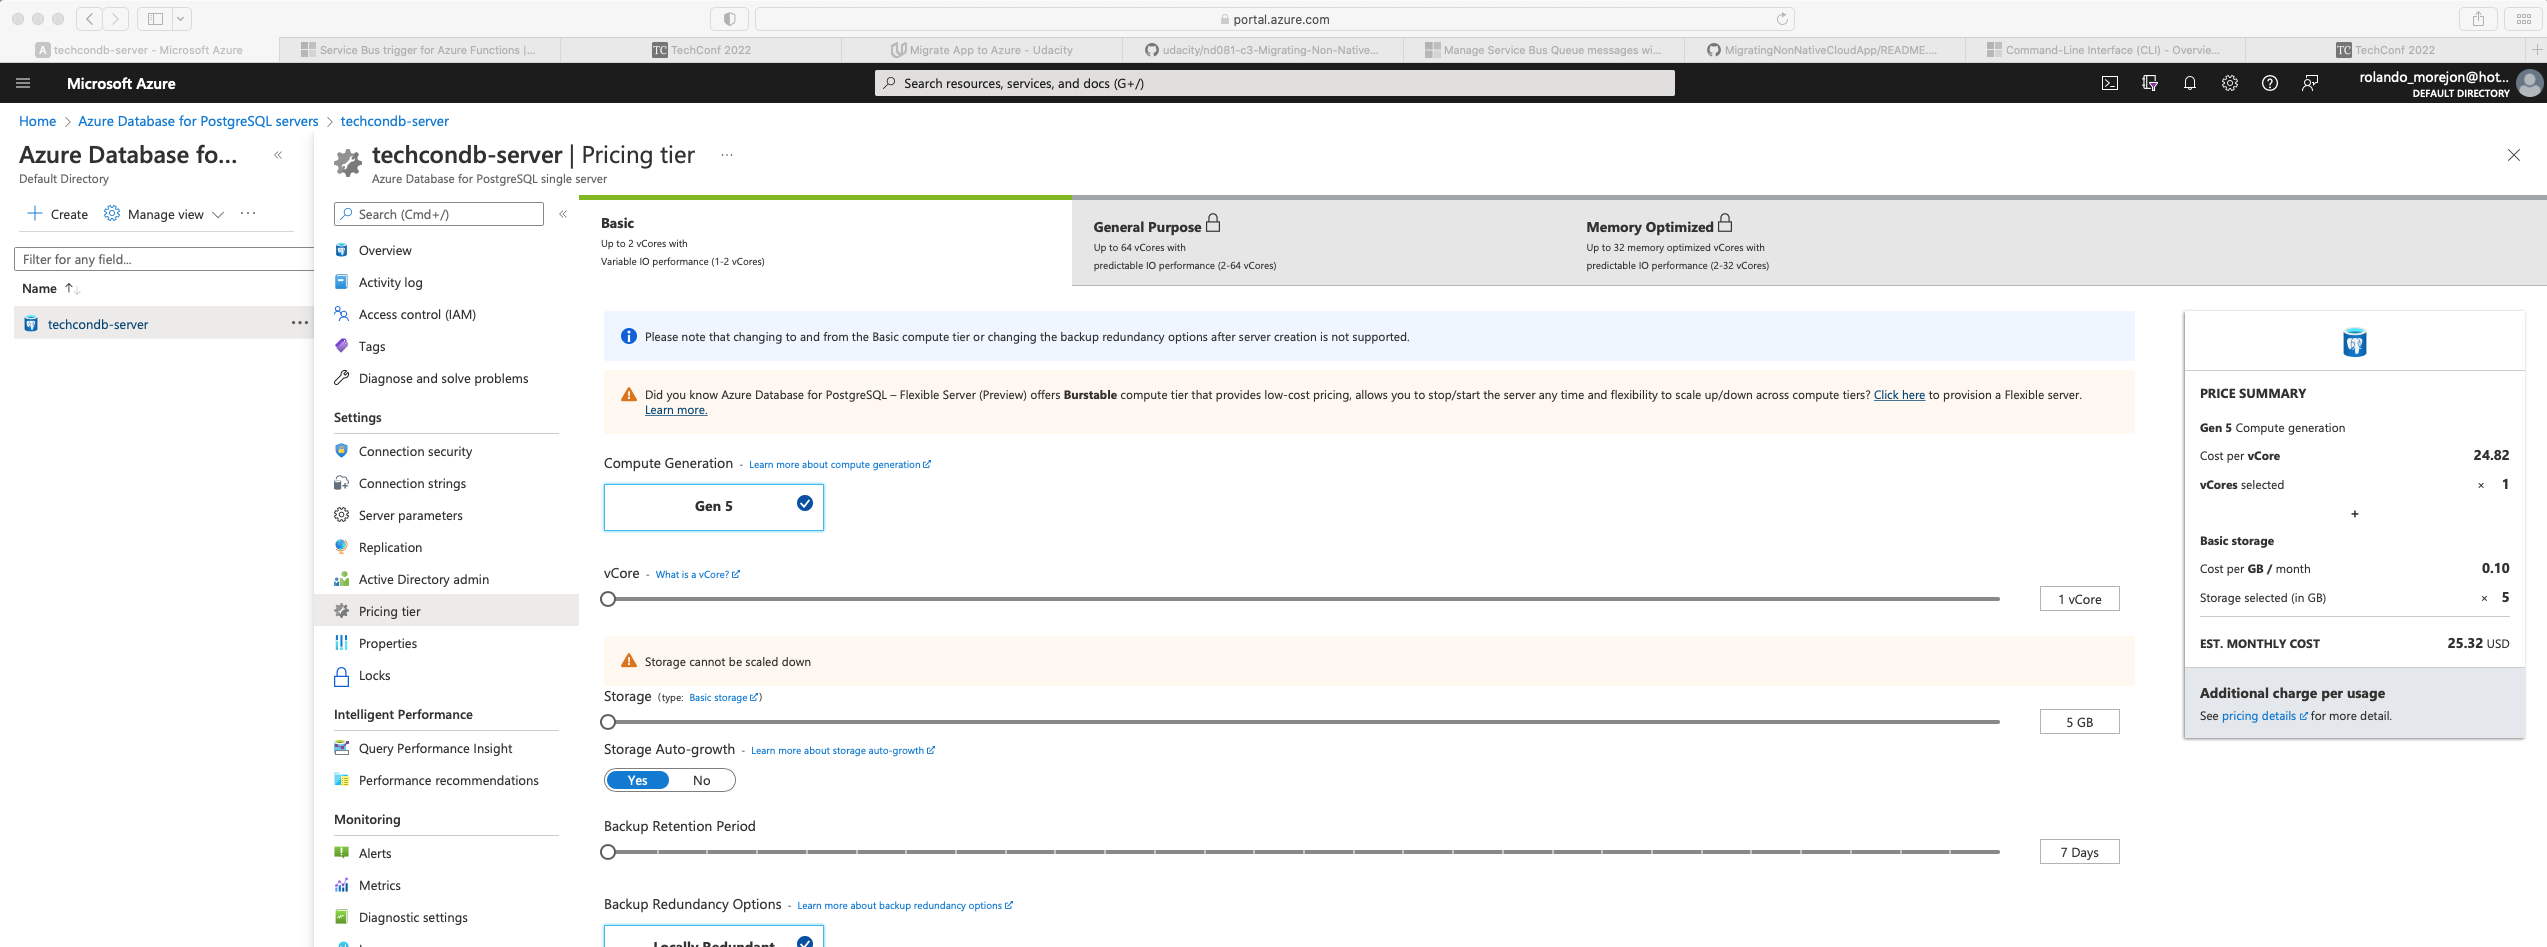 portal.azure.com
techcondb-server - Microsoft Azure
Service Bus trigger for Azure Functions |...
TechConf 2022
Migrate App to Azure - Udacity
udacity/nd081-c3-Migrating-Non-Native...
Manage Service Bus Queue messages wi...
MigratingNonNativeCloudApp/README....
Command-Line Interface (CLI) - Overvie...
TechConf 2022
Microsoft Azure
Search resources, services, and docs (G+/)
rolando_morejon@hot...
DEFAULT DIRECTORY
Home > Azure Database for PostgreSQL servers > techcondb-server
Azure Database fo... «
Default Directory
+ Create Manage view ...
Filter for any field...
Name ↑↓
techcondb-server ...
techcondb-server | Pricing tier ...
Azure Database for PostgreSQL single server
Search (Cmd+/) «
Overview
Activity log
Access control (IAM)
Tags
Diagnose and solve problems
Settings
Connection security
Connection strings
Server parameters
Replication
Active Directory admin
Pricing tier
Properties
Locks
Intelligent Performance
Query Performance Insight
Performance recommendations
Monitoring
Alerts
Metrics
Diagnostic settings
Basic
Up to 2 vCores with
Variable IO performance (1-2 vCores)
General Purpose
Up to 64 vCores with
predictable IO performance (2-64 vCores)
Memory Optimized
Up to 32 memory optimized vCores with
predictable IO performance (2-32 vCores)
Please note that changing to and from the Basic compute tier or changing the backup redundancy options after server creation is not supported.
Did you know Azure Database for PostgreSQL – Flexible Server (Preview) offers Burstable compute tier that provides low-cost pricing, allows you to stop/start the server any time and flexibility to scale up/down across compute tiers? Click here to provision a Flexible server.
Learn more.
Compute Generation - Learn more about compute generation
Gen 5
vCore - What is a vCore?
1 vCore
Storage cannot be scaled down
Storage (type: Basic storage)
5 GB
Storage Auto-growth - Learn more about storage auto-growth
Yes No
Backup Retention Period
7 Days
Backup Redundancy Options - Learn more about backup redundancy options
Locally Redundant
PRICE SUMMARY
Gen 5 Compute generation
Cost per vCore 24.82
vCores selected × 1
+
Basic storage
Cost per GB / month 0.10
Storage selected (in GB) × 5
EST. MONTHLY COST 25.32 USD
Additional charge per usage
See pricing details for more detail.